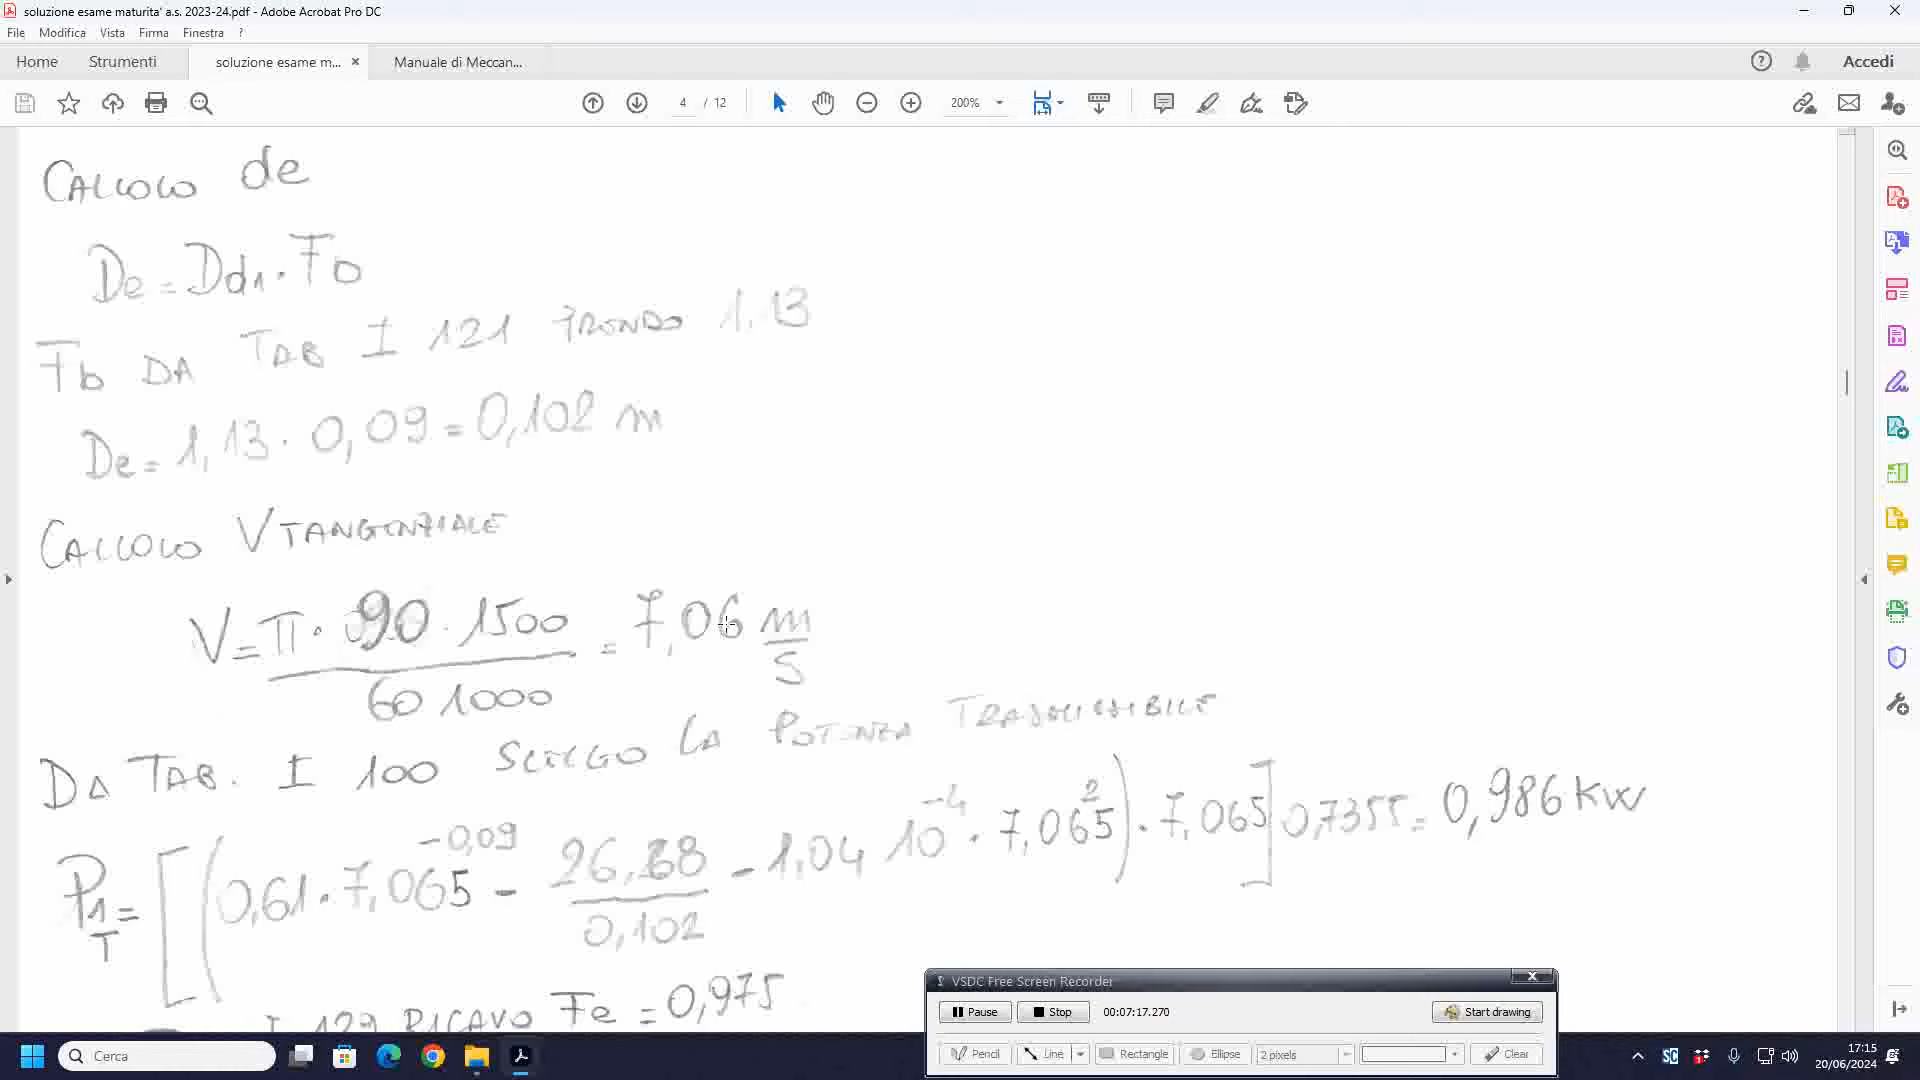 soluzione esame maturita' a.s. 2023-24.pdf - Adobe Acrobat Pro DC
File Modifica Vista Firma Finestra ?
Home Strumenti soluzione esame m... × Manuale di Meccan... Accedi
4 / 12 200%
CALCOLO de
De = Dd1 · Fb
Fb DA TAB I 121 PRENDO 1,13
De = 1,13 · 0,09 = 0,102 m
CALCOLO V TANGENZIALE
V = π · 90 · 1500 / 60 1000 = 7,06 m/s
DA TAB. I 100 SCELGO LA POTENZA TRASMISSIBILE
P1T = [(0,61 · 7,065^-0,09 - 26,68/0,102 - 1,04 10^-4 · 7,065^2) · 7,065] 0,7355 = 0,986 kW
I 129 RICAVO Fe = 0,975
VSDC Free Screen Recorder
Pause Stop 00:07:17.270 Start drawing
Pencil Line Rectangle Ellipse 2 pixels Clear
Cerca
17:15
20/06/2024